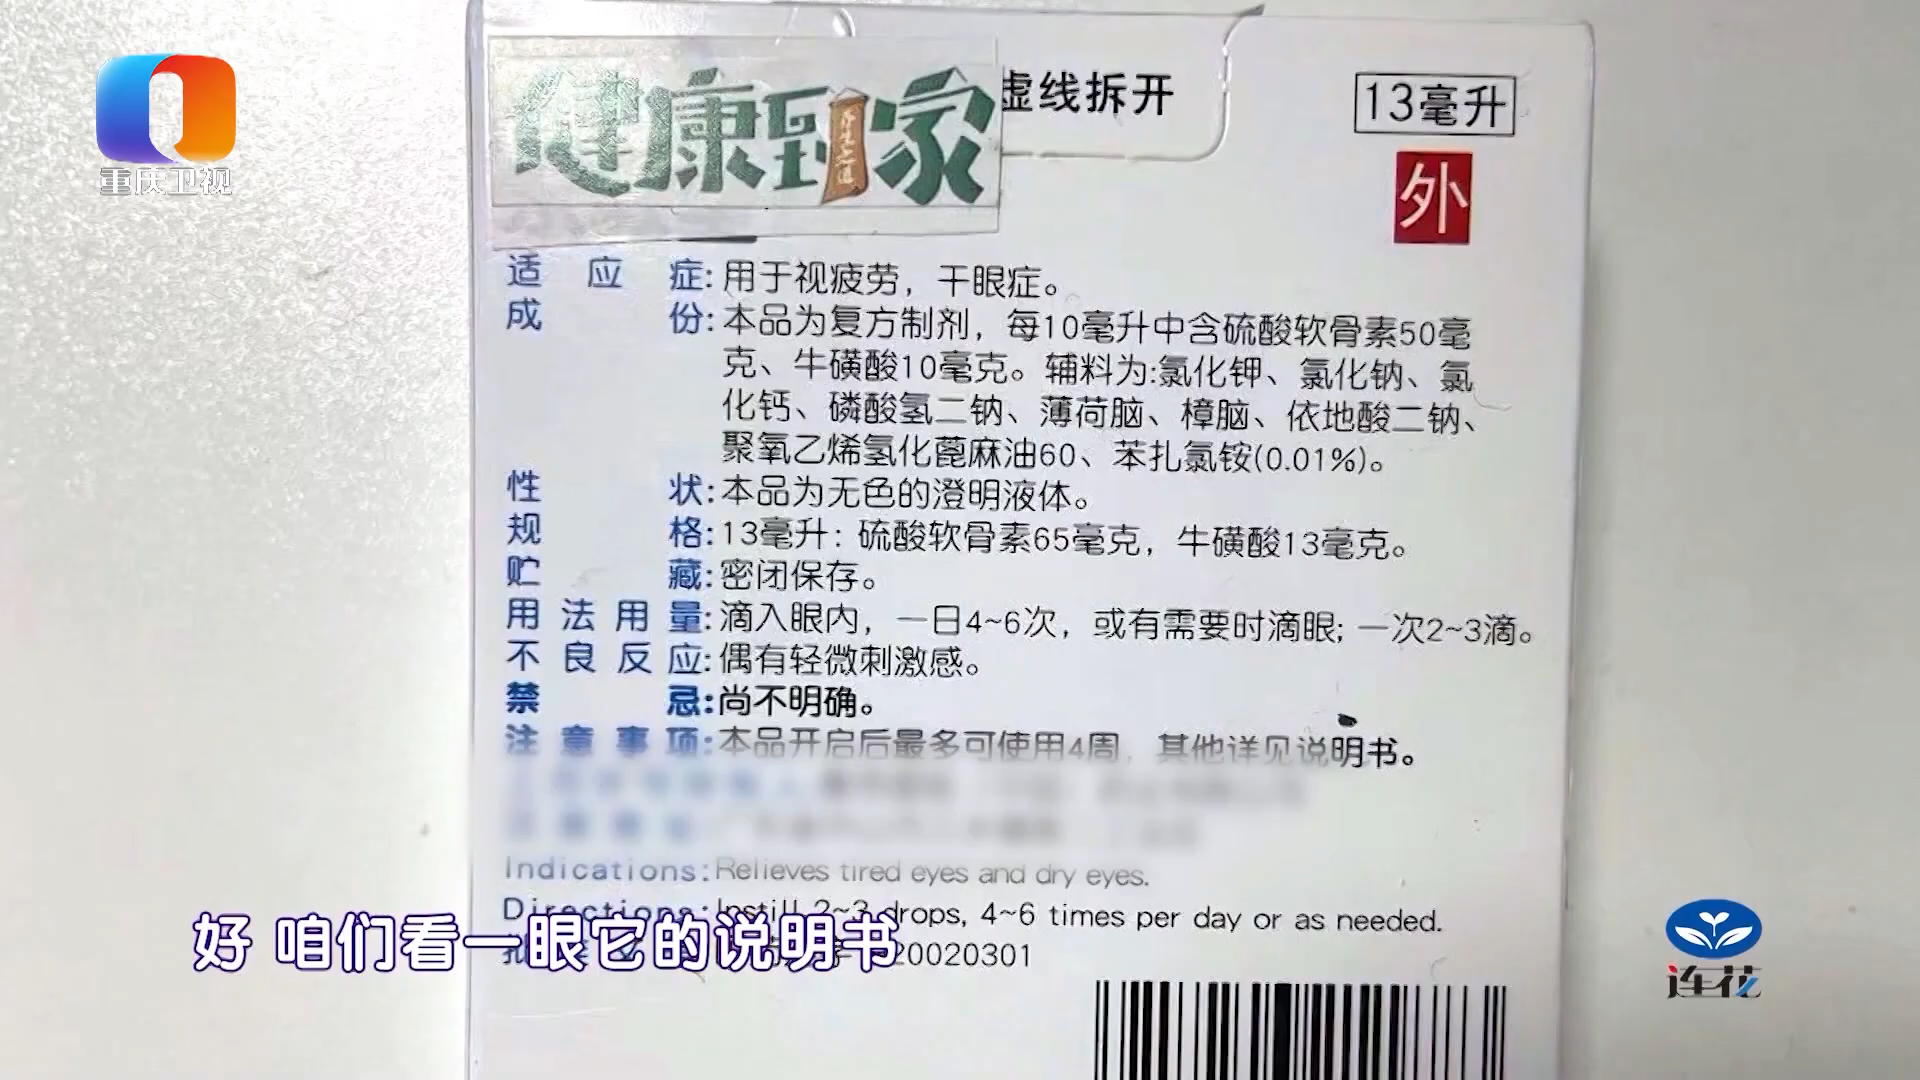 重庆卫视
健康到家
养生之道
虚线拆开
13毫升
外
适应症:用于视疲劳，干眼症。
成份:本品为复方制剂，每10毫升中含硫酸软骨素50毫
克、牛磺酸10毫克。辅料为:氯化钾、氯化钠、氯
化钙、磷酸氢二钠、薄荷脑、樟脑、依地酸二钠、
聚氧乙烯氢化蓖麻油60、苯扎氯铵(0.01%)。
性状:本品为无色的澄明液体。
规格:13毫升：硫酸软骨素65毫克，牛磺酸13毫克。
贮藏:密闭保存。
用法用量:滴入眼内，一日4~6次，或有需要时滴眼；一次2~3滴。
不良反应:偶有轻微刺激感。
禁忌:尚不明确。
注意事项:本品开启后最多可使用4周，其他详见说明书。
Indications:Relieves tired eyes and dry eyes.
Directions:Instill 2~3 drops, 4~6 times per day or as needed.
20020301
好 咱们看一眼它的说明书
连花